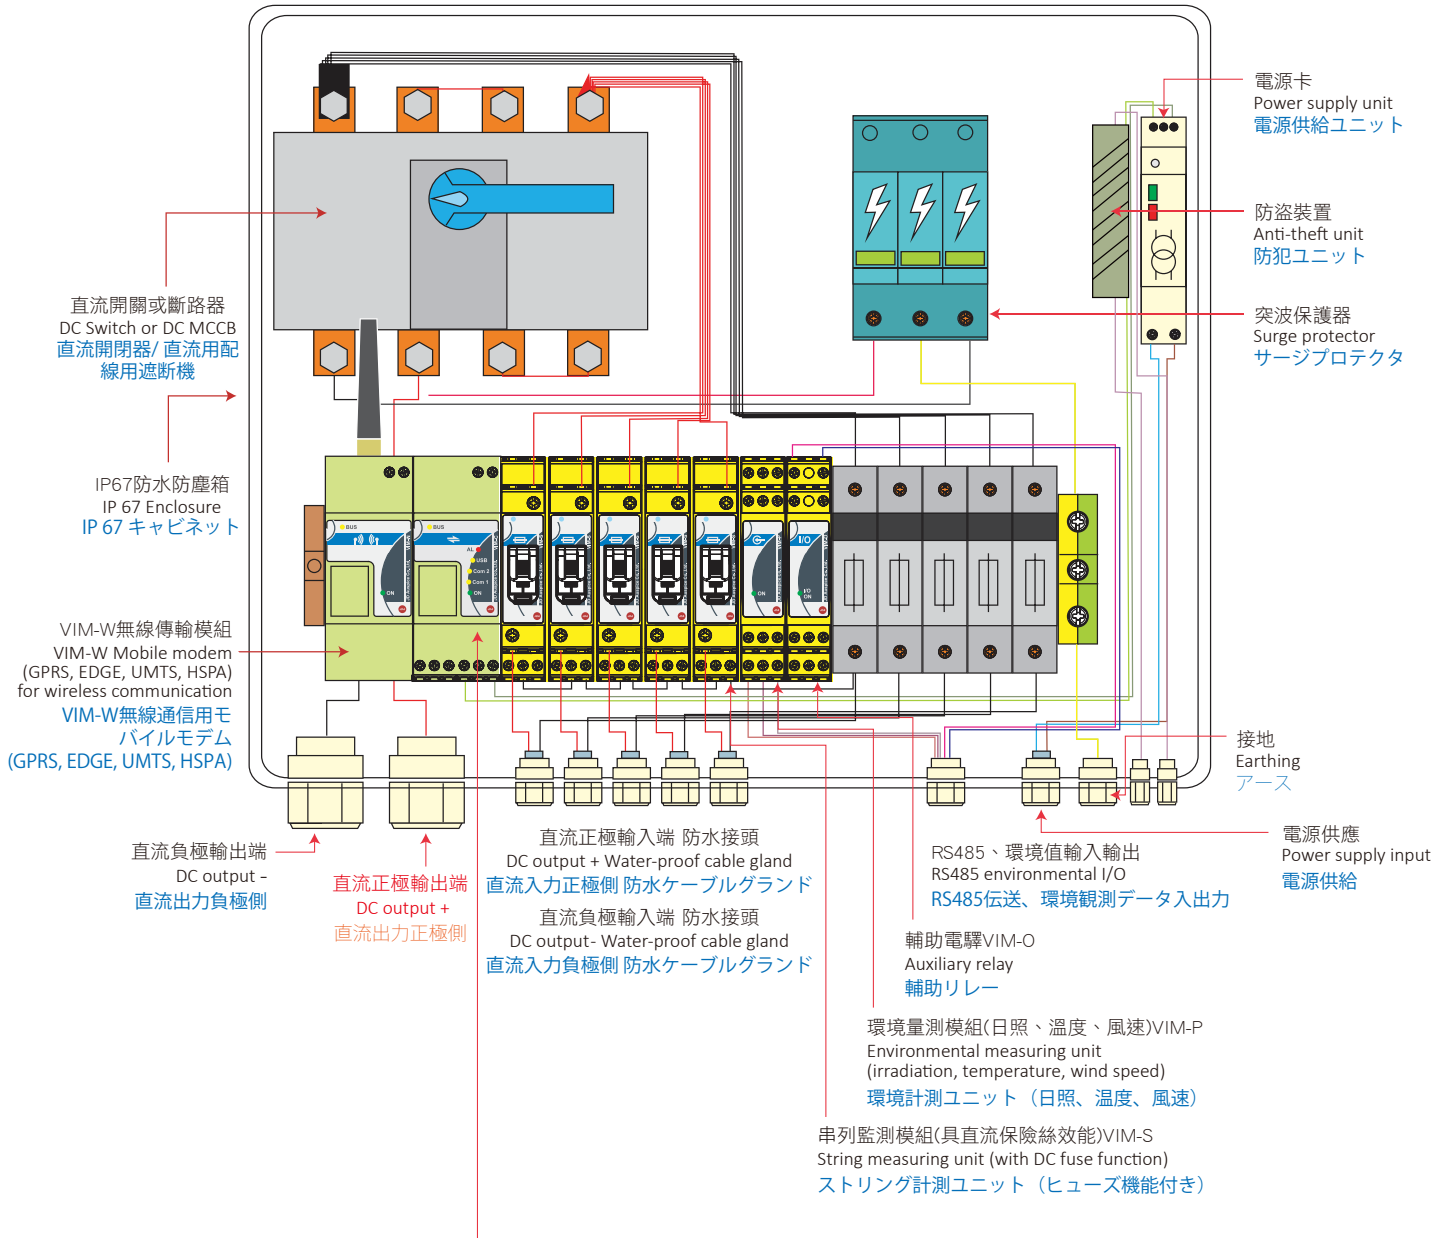 電源卡
Power supply unit
電源供給ユニット
防盜裝置
Anti-theft unit
防犯ユニット
突波保護器
Surge protector
サージプロテクタ
直流開關或斷路器
DC Switch or DC MCCB
直流開閉器/ 直流用配
線用遮断機
IP67防水防塵箱
IP 67 Enclosure
IP 67 キャビネット
VIM-W無線傳輸模組
VIM-W Mobile modem
(GPRS, EDGE, UMTS, HSPA)
for wireless communication
VIM-W無線通信用モ
バイルモデム
(GPRS, EDGE, UMTS, HSPA)
BUS
ON
BUS
AL
USB
Com 2
Com 1
ON
ON
I/O
I/O
ON
接地
Earthing
アース
電源供應
Power supply input
電源供給
直流負極輸出端
DC output -
直流出力負極側
直流正極輸出端
DC output +
直流出力正極側
直流正極輸入端 防水接頭
DC output + Water-proof cable gland
直流入力正極側 防水ケーブルグランド
直流負極輸入端 防水接頭
DC output- Water-proof cable gland
直流入力負極側 防水ケーブルグランド
RS485、環境值輸入輸出
RS485 environmental I/O
RS485伝送、環境観測データ入出力
輔助電驛VIM-O
Auxiliary relay
輔助リレー
環境量測模組(日照、溫度、風速)VIM-P
Environmental measuring unit
(irradiation, temperature, wind speed)
環境計測ユニット（日照、温度、風速）
串列監測模組(具直流保險絲效能)VIM-S
String measuring unit (with DC fuse function)
ストリング計測ユニット（ヒューズ機能付き）